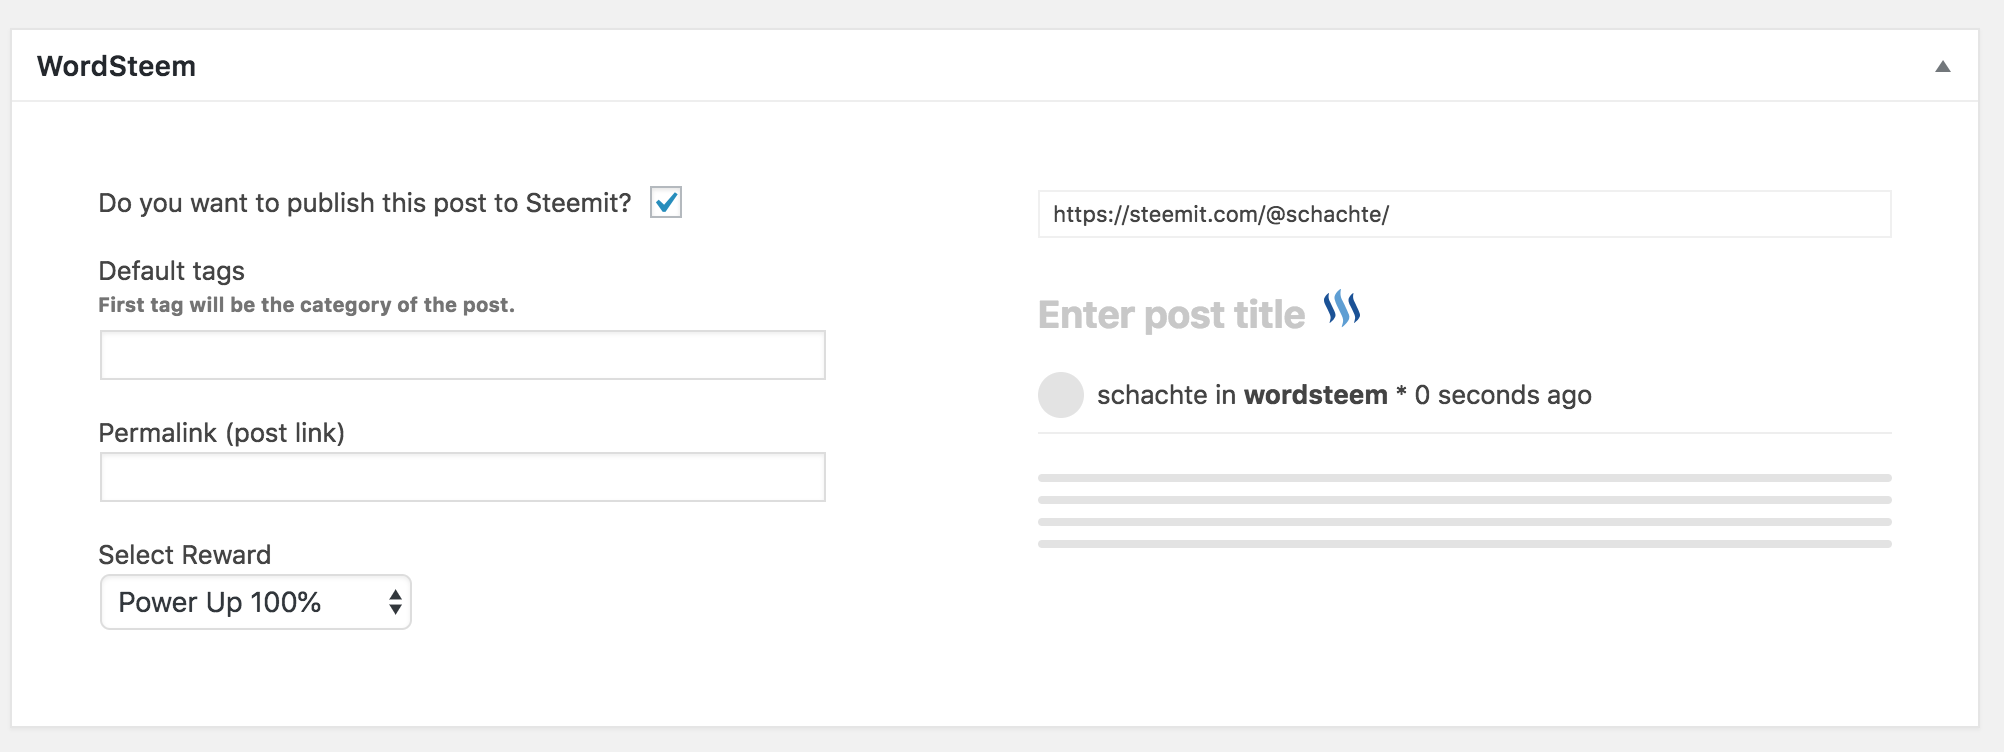 WordSteem
Do you want to publish this post to Steemit?
Default tags
First tag will be the category of the post.
Permalink (post link)
Select Reward
Power Up 100%
https://steemit.com/@schachte/
Enter post title
schachte in wordsteem * 0 seconds ago